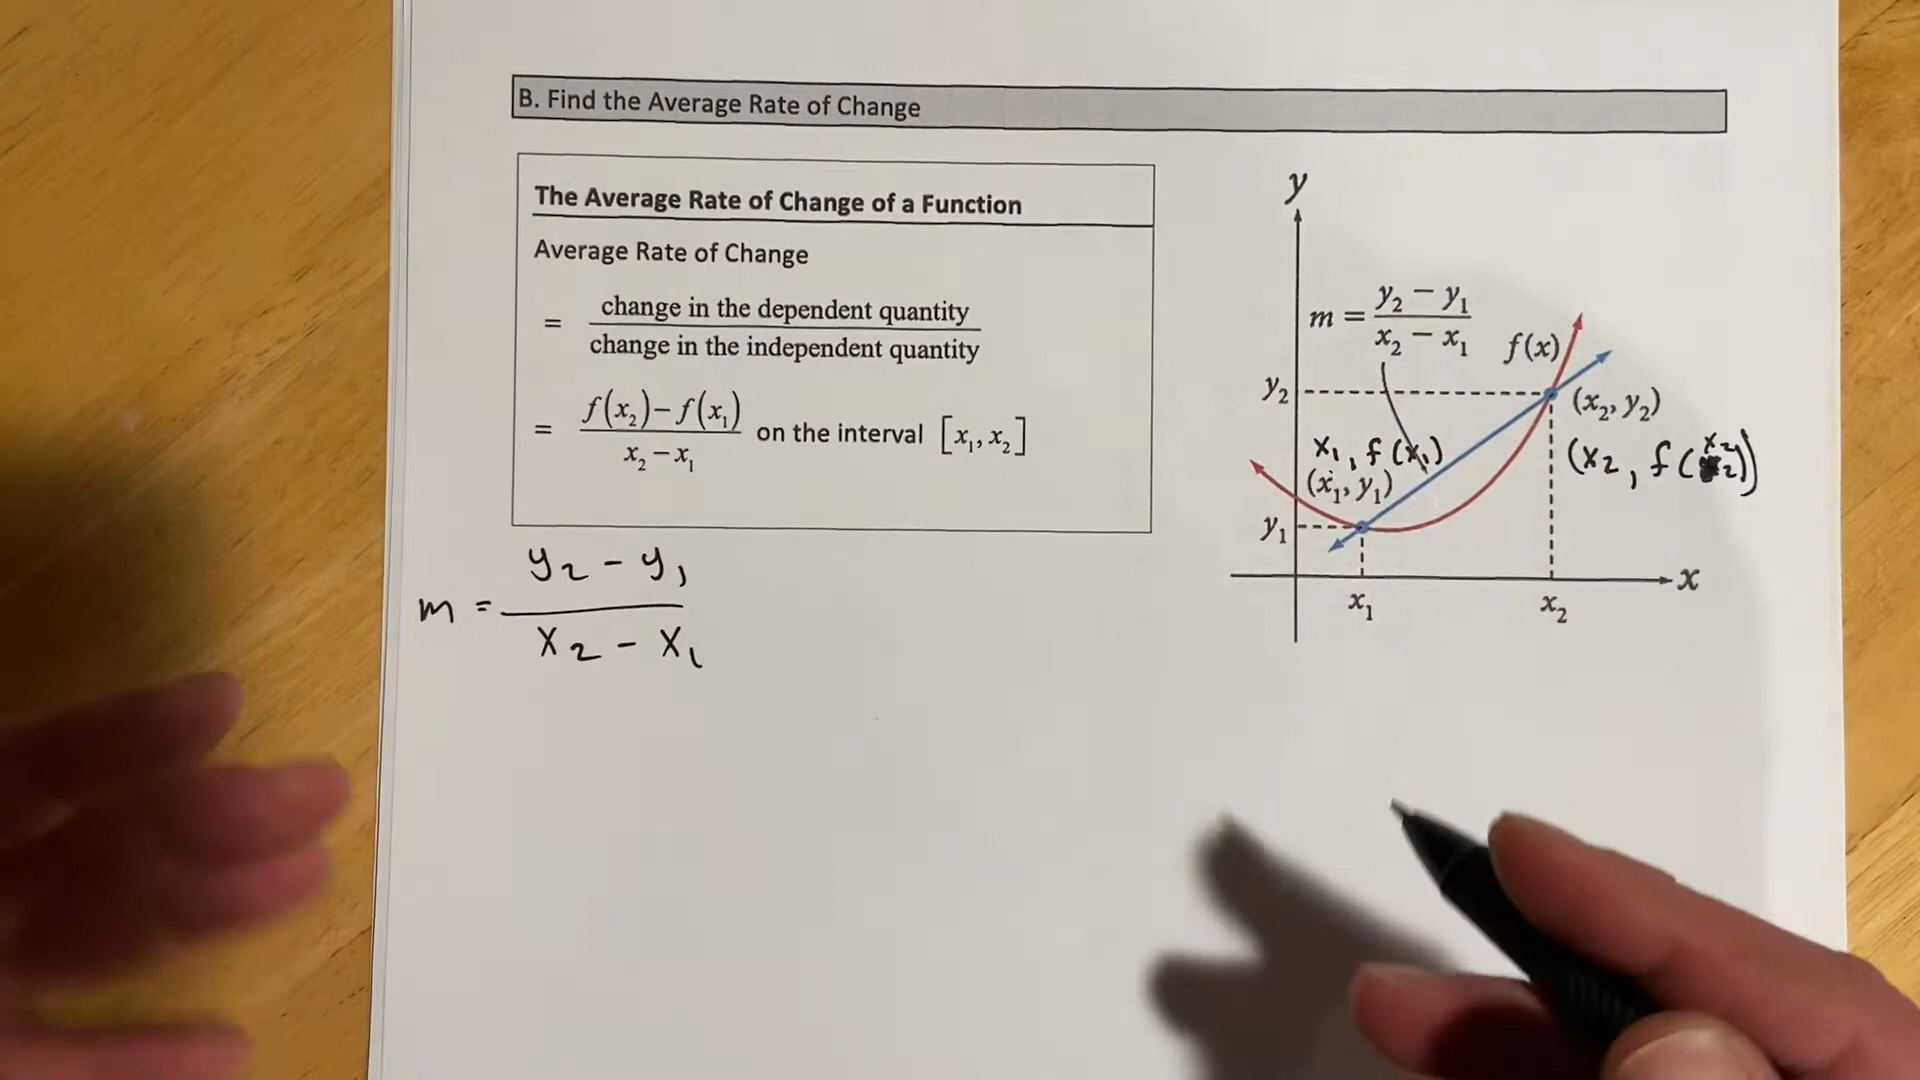 B. Find the Average Rate of Change
The Average Rate of Change of a Function
Average Rate of Change
= change in the dependent quantity
change in the independent quantity
= f(x₂)−f(x₁)
x₂−x₁
on the interval [x₁, x₂]
m = y₂ - y₁
x₂ - x₁
y
m = y₂ − y₁
x₂ − x₁
f(x)
y₂
(x₂, y₂)
x₁, f(x₁)
(x₂, f(x₂))
(x₁, y₁)
y₁
x
x₁
x₂